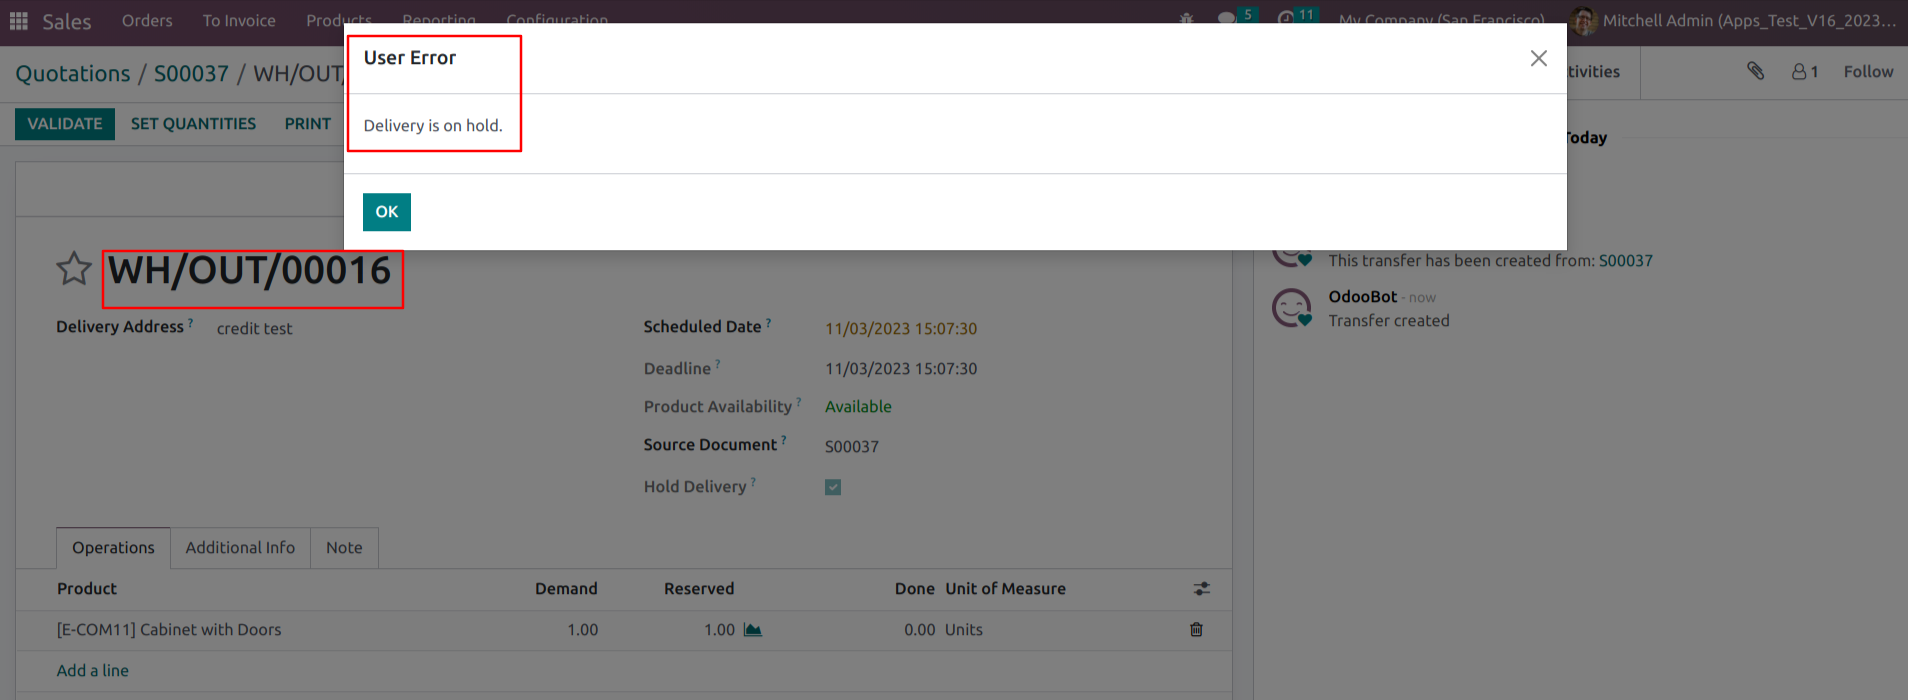 Sales Orders To Invoice Products Reporting Configuration 5 11 My Company (San Francisco) Mitchell Admin (Apps_Test_V16_2023...
Quotations / S00037 / WH/OUT/
tivities 1 Follow
VALIDATE SET QUANTITIES PRINT
User Error
Delivery is on hold.
OK
Today
WH/OUT/00016
This transfer has been created from: S00037
OdooBot - now
Transfer created
Delivery Address ? credit test
Scheduled Date ? 11/03/2023 15:07:30
Deadline ? 11/03/2023 15:07:30
Product Availability ? Available
Source Document ? S00037
Hold Delivery ?
Operations Additional Info Note
Product Demand Reserved Done Unit of Measure
[E-COM11] Cabinet with Doors 1.00 1.00 0.00 Units
Add a line